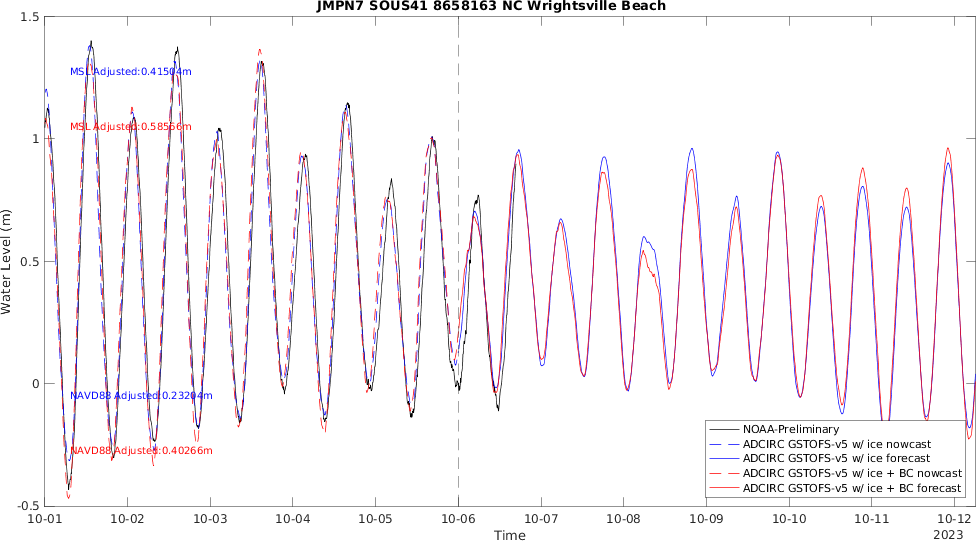 JMPN7 SOUS41 8658163 NC Wrightsville Beach
1.5
MSL Adjusted:0.41504m
MSL Adjusted:0.58556m
1
Water Level (m)
0.5
0
NAVD88 Adjusted:0.23204m
NAVD88 Adjusted:0.40266m
NOAA-Preliminary
ADCIRC GSTOFS-v5 w/ ice nowcast
ADCIRC GSTOFS-v5 w/ ice forecast
ADCIRC GSTOFS-v5 w/ ice + BC nowcast
ADCIRC GSTOFS-v5 w/ ice + BC forecast
-0.5
10-01 10-02 10-03 10-04 10-05 10-06 10-07 10-08 10-09 10-10 10-11 10-12
Time
2023